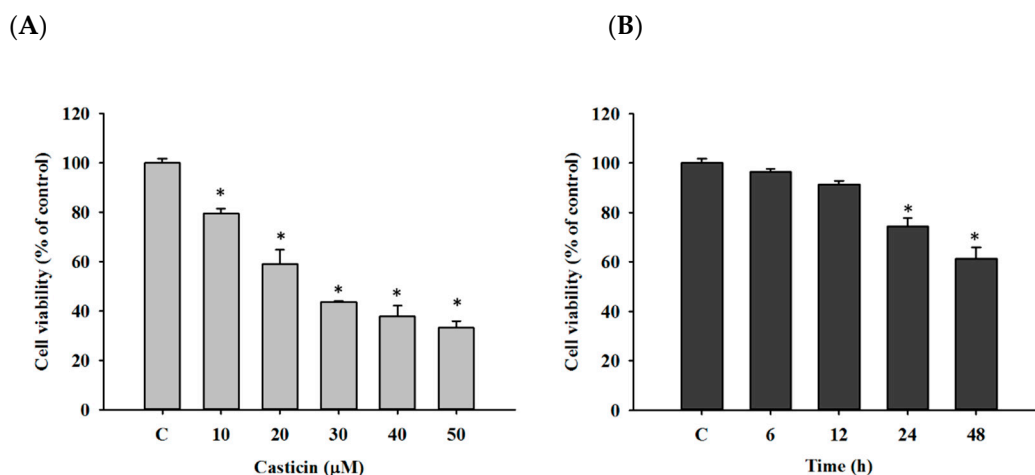 (A)
Cell viability (% of control)
120
100
80
60
40
20
0
*
*
*
*
*
C 10 20 30 40 50
Casticin (μM)
(B)
Cell viability (% of control)
120
100
80
60
40
20
0
*
*
C 6 12 24 48
Time (h)